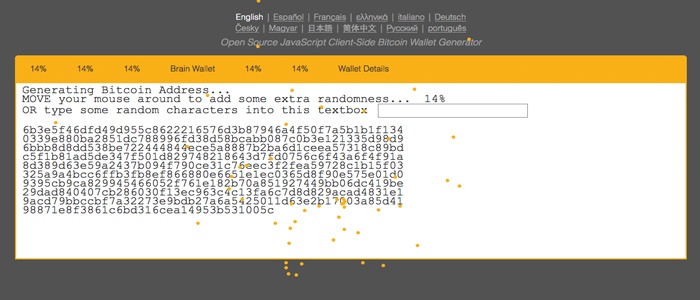 English | Español | Français | ελληνικά | italiano | Deutsch
Česky | Magyar | 日本語 | 简体中文 | Русский | português
Open Source JavaScript Client-Side Bitcoin Wallet Generator
14% 14% 14% Brain Wallet 14% 14% Wallet Details
Generating Bitcoin Address...
MOVE your mouse around to add some extra randomness... 14%
OR type some random characters into this textbox
6b3e5f46dfd49d955c8622216576d3b87946a4f50f7a5b1b1f134
0339e880ba2851dc788996fd38d58bcabb087c0b3e121335d98d9
6bbb8d8dd538be722444844ece5a8887b2ba6d1ceea57318c89bd
c5f1b81ad5de347f501d829748218643d7fd0756c6f43a6f4f91a
8d389d63e59a2437b094f790ce31c76eec3f2fea59728c1b15f03
325a9a4bcc6ffb3fb8ef866880e6651e1ec0365d8f90e575e01d0
9395cb9ca829945466052f761e182b70a851927449bb06dc419be
29dad840407cb286030f13ec963c4c13fa6c7d8d829acad4831e1
9acd79bbccbf7a32273e9bdb27a6a5425011d63e2b17003a85d41
98871e8f3861c6bd316cea14953b531005c